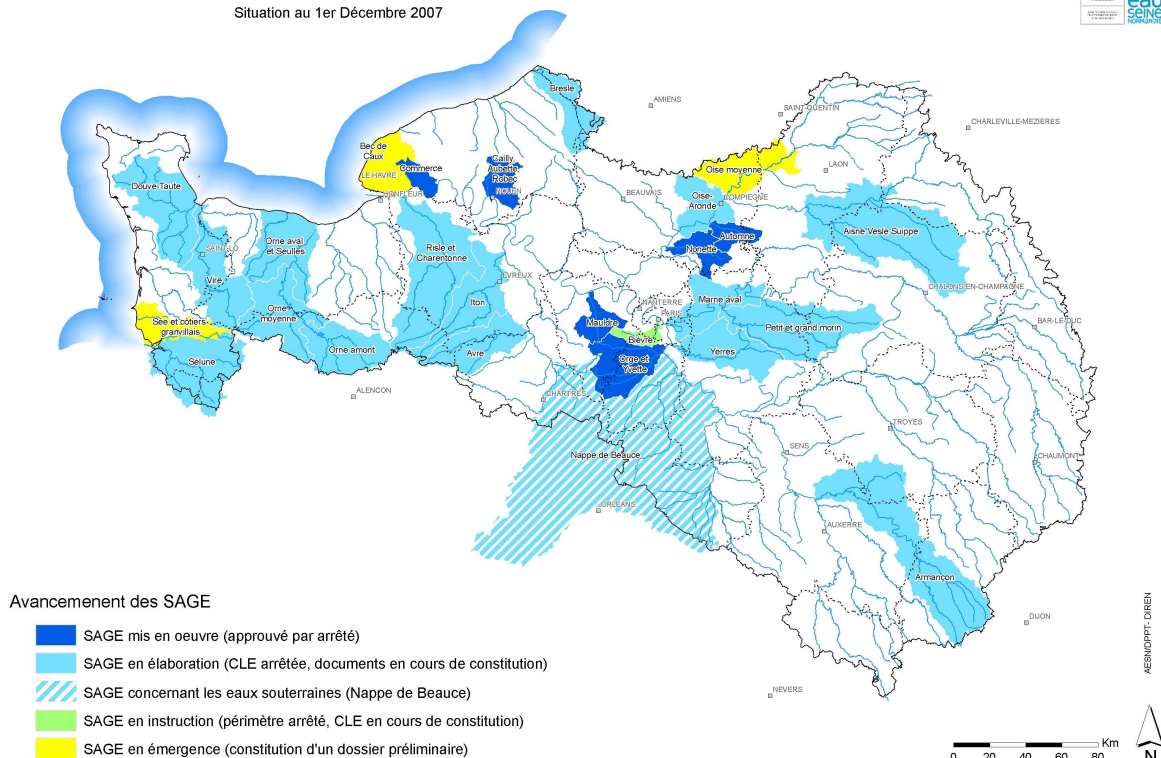 Situation au 1er Décembre 2007
eau
seine
NORMANDIE
Bresle
AMIENS
SAINT-QUENTIN
CHARLEVILLE-MEZIERES
Bec de
Caux
LE HAVRE
Commerce
HONFLEUR
Cailly
Aubette
Robec
ROUEN
Oise moyenne
LAON
BEAUVAIS
COMPIEGNE
Oise-
Aronde
Automne
Nonette
Aisne Vesle Suippe
Douve-Taute
SAINT-LO
Vire
Orne aval
et Seulles
Risle et
Charentonne
EVREUX
Iton
Avre
Orne
moyenne
Orne amont
Sée et côtiers
granvillais
Sélune
ALENCON
NANTERRE
PARIS
Mauldre
Bièvre
Orge et
Yvette
Marne aval
Petit et grand morin
Yerres
CHALONS EN-CHAMPAGNE
BAR-LE-DUC
CHARTRES
Nappe de Beauce
ORLEANS
SENS
TROYES
CHAUMONT
AUXERRE
Armançon
DIJON
NEVERS
Avancemenent des SAGE
SAGE mis en oeuvre (approuvé par arrêté)
SAGE en élaboration (CLE arrêtée, documents en cours de constitution)
SAGE concernant les eaux souterraines (Nappe de Beauce)
SAGE en instruction (périmètre arrêté, CLE en cours de constitution)
SAGE en émergence (constitution d'un dossier préliminaire)
AESN/DPPT- DIREN
Km
0 20 40 60 80
N